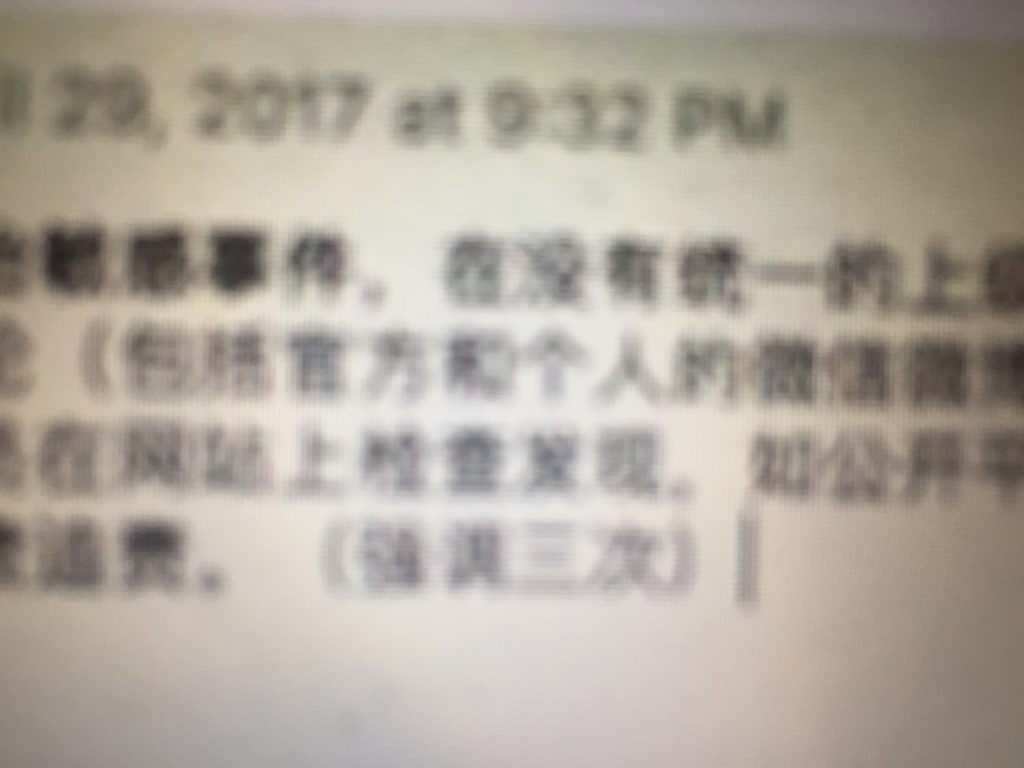 29, 2017 at 9:32 PM
敏感事件，在没有统一的上
（包括官方和个人的微信微
在网站上检查发现，如公开平
追责。（强调三次）